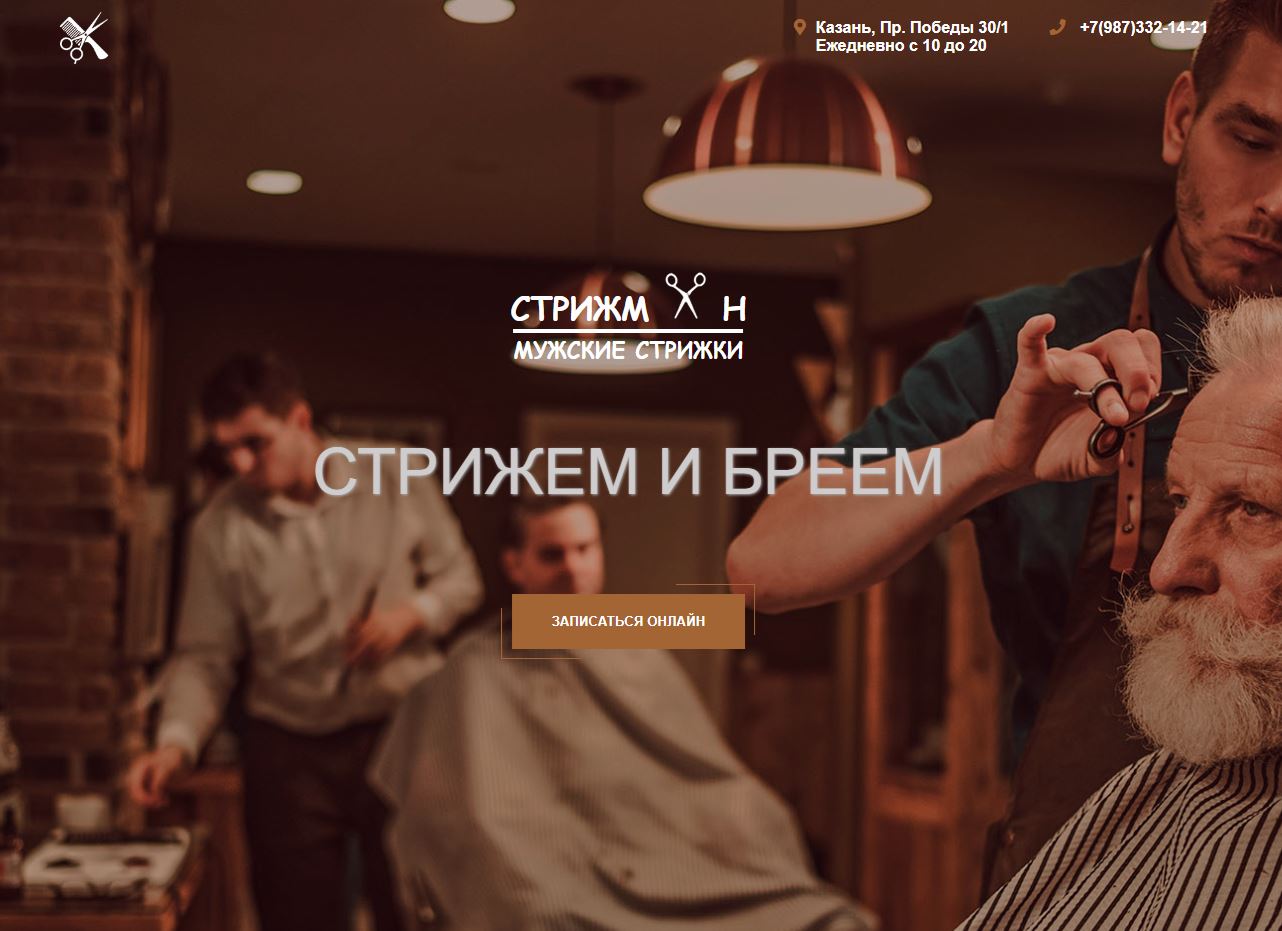 Казань, Пр. Победы 30/1
Ежедневно с 10 до 20
+7(987)332-14-21
СТРИЖМ Н
МУЖСКИЕ СТРИЖКИ
СТРИЖЕМ И БРЕЕМ
ЗАПИСАТЬСЯ ОНЛАЙН